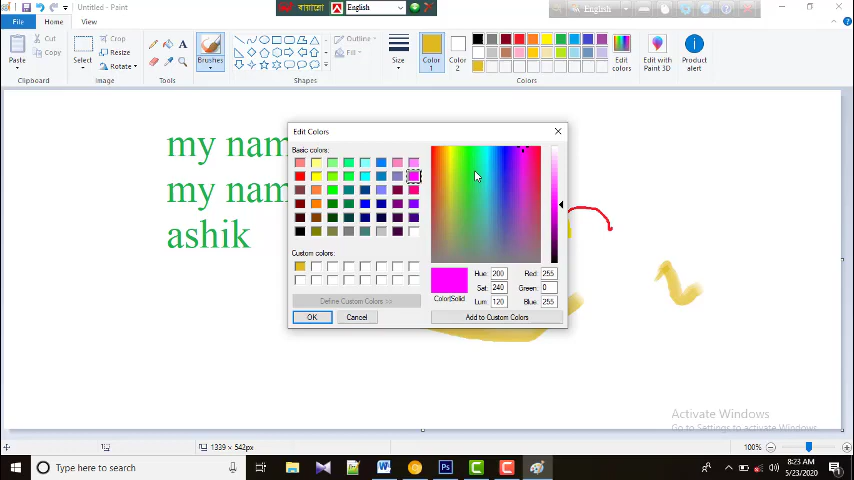 Untitled - Paint
বায়ান্নো
English
English
File
Home
View
Paste
Cut
Copy
Clipboard
Select
Crop
Resize
Rotate
Image
A
Tools
Brushes
Outline
Fill
Shapes
Size
Color 1
Color 2
Colors
Edit colors
Edit with Paint 3D
Product alert
my nam
my nam
ashik
Edit Colors
Basic colors:
Custom colors:
Define Custom Colors >>
OK
Cancel
Color|Solid
Hue: 200
Sat: 240
Lum: 120
Red: 255
Green: 0
Blue: 255
Add to Custom Colors
Activate Windows
Go to Settings to activate Windows.
1339 × 542px
100%
Type here to search
8:23 AM
5/23/2020